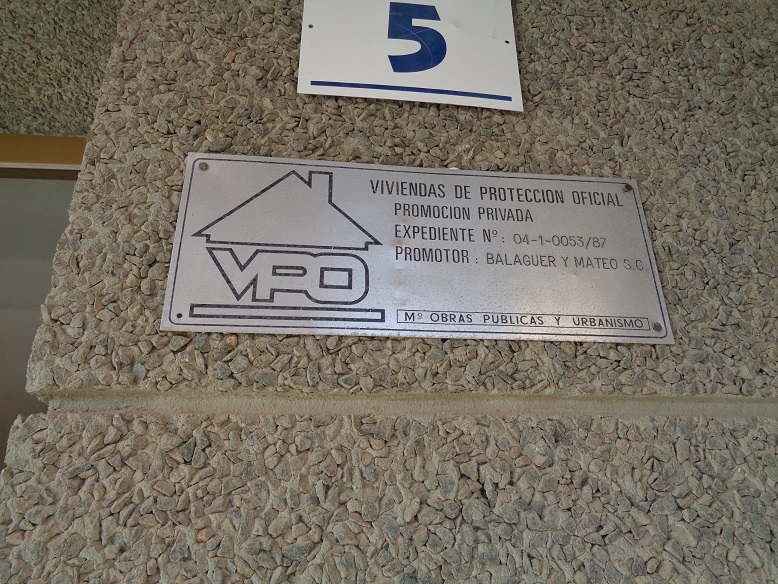 5
VIVIENDAS DE PROTECCION OFICIAL
PROMOCION PRIVADA
EXPEDIENTE Nº: 04-1-0053/87
PROMOTOR : BALAGUER Y MATEO S.C.
VPO
Mº OBRAS PUBLICAS Y URBANISMO